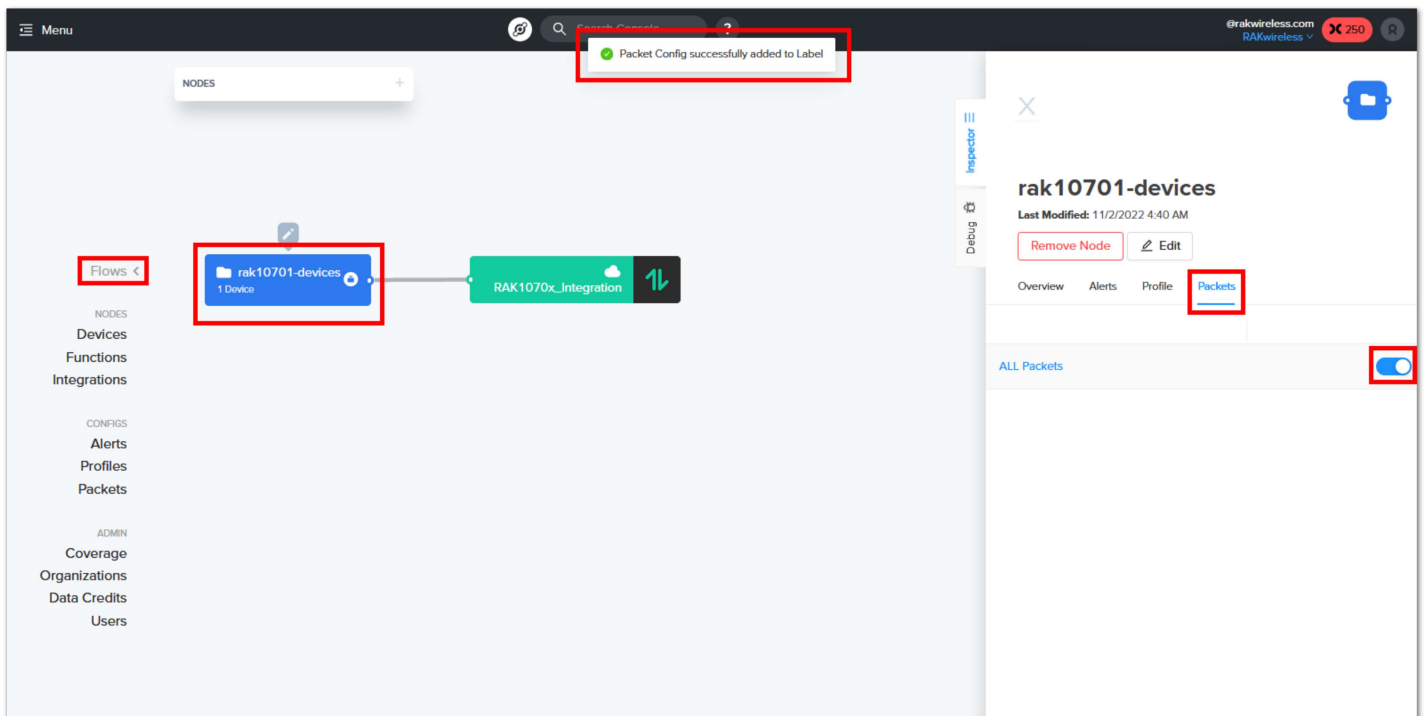 Menu
Search Console
?
@rakwireless.com
RAKwireless
250
Packet Config successfully added to Label
NODES
+
Inspector
Debug
Flows
rak10701-devices
1 Device
RAK1070x_Integration
NODES
Devices
Functions
Integrations
CONFIGS
Alerts
Profiles
Packets
ADMIN
Coverage
Organizations
Data Credits
Users
X
rak10701-devices
Last Modified: 11/2/2022 4:40 AM
Remove Node
Edit
Overview Alerts Profile Packets
ALL Packets